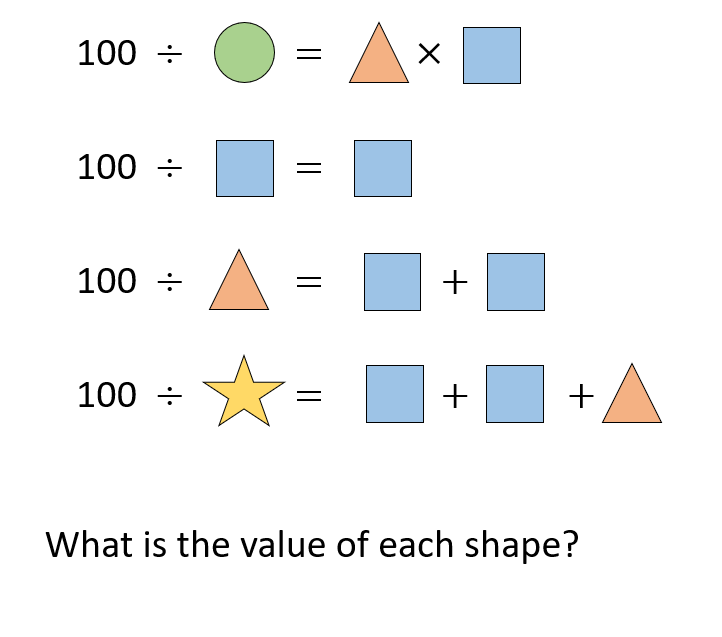 100 ÷ = ×
100 ÷ =
100 ÷ = +
100 ÷ = + +
What is the value of each shape?